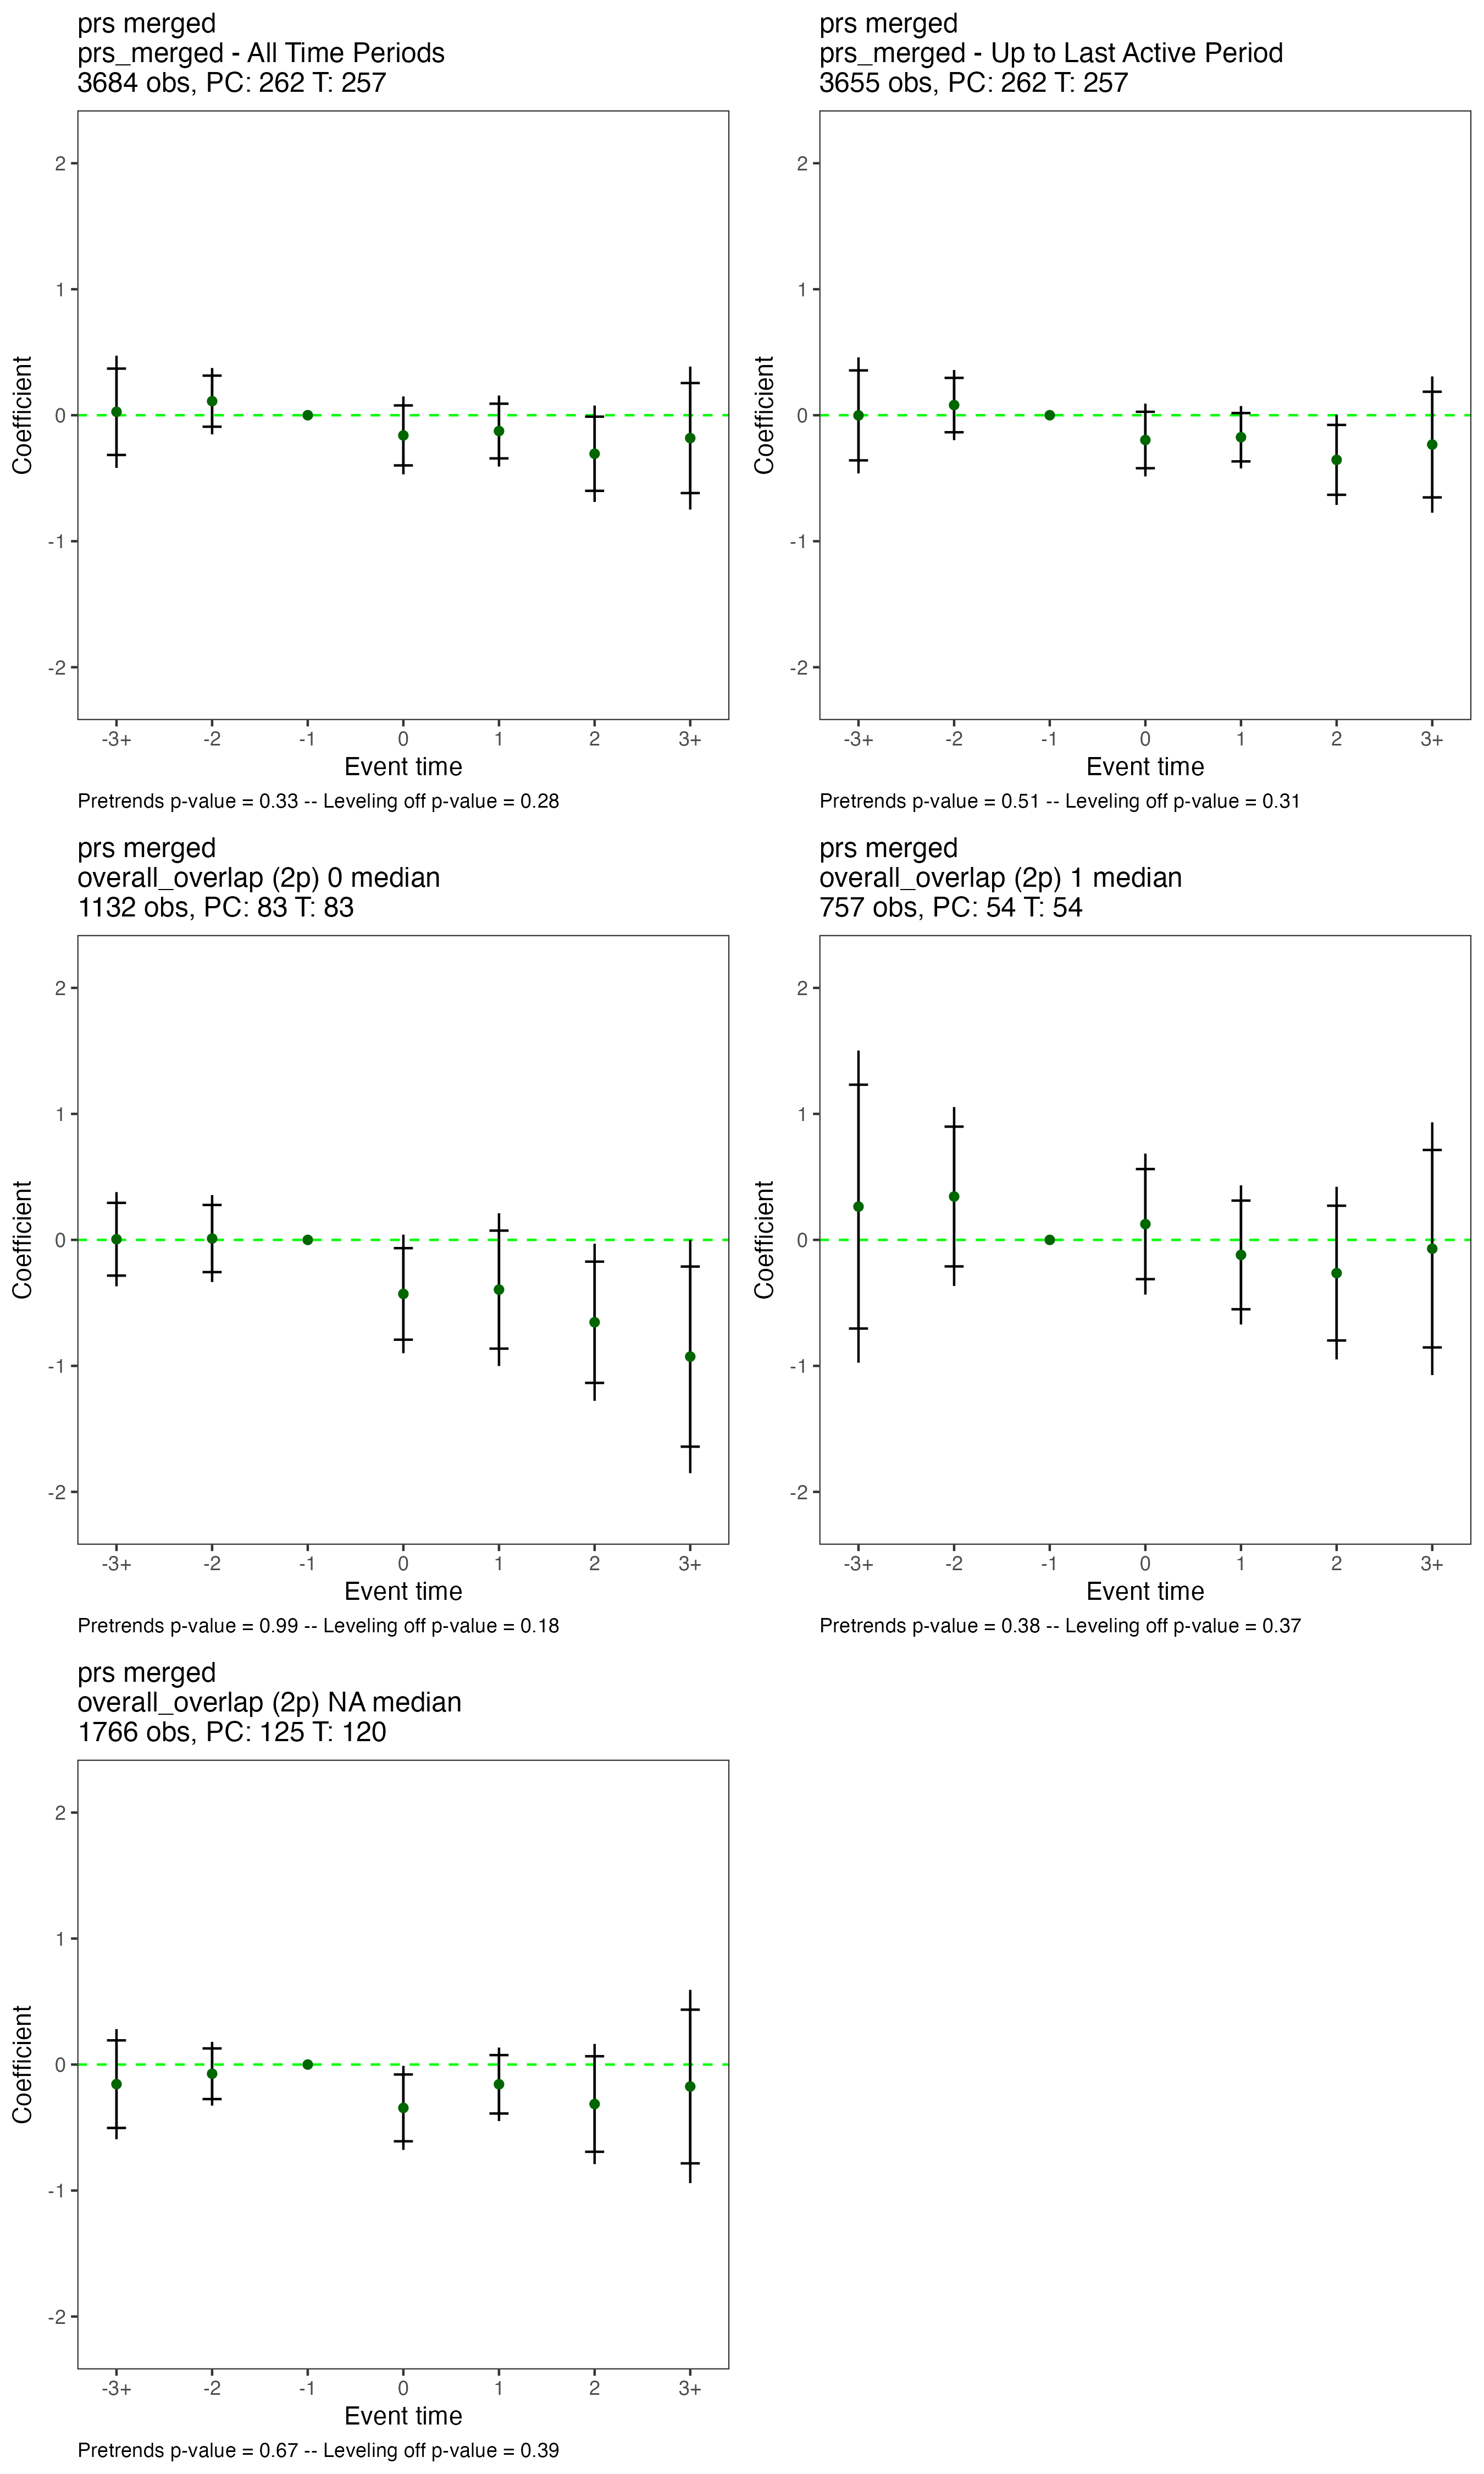 prs merged
prs_merged - All Time Periods
3684 obs, PC: 262 T: 257
2
1
0
-1
-2
Coefficient
-3+ -2 -1 0 1 2 3+
Event time
Pretrends p-value = 0.33 -- Leveling off p-value = 0.28
prs merged
prs_merged - Up to Last Active Period
3655 obs, PC: 262 T: 257
2
1
0
-1
-2
Coefficient
-3+ -2 -1 0 1 2 3+
Event time
Pretrends p-value = 0.51 -- Leveling off p-value = 0.31
prs merged
overall_overlap (2p) 0 median
1132 obs, PC: 83 T: 83
2
1
0
-1
-2
Coefficient
-3+ -2 -1 0 1 2 3+
Event time
Pretrends p-value = 0.99 -- Leveling off p-value = 0.18
prs merged
overall_overlap (2p) 1 median
757 obs, PC: 54 T: 54
2
1
0
-1
-2
Coefficient
-3+ -2 -1 0 1 2 3+
Event time
Pretrends p-value = 0.38 -- Leveling off p-value = 0.37
prs merged
overall_overlap (2p) NA median
1766 obs, PC: 125 T: 120
2
1
0
-1
-2
Coefficient
-3+ -2 -1 0 1 2 3+
Event time
Pretrends p-value = 0.67 -- Leveling off p-value = 0.39